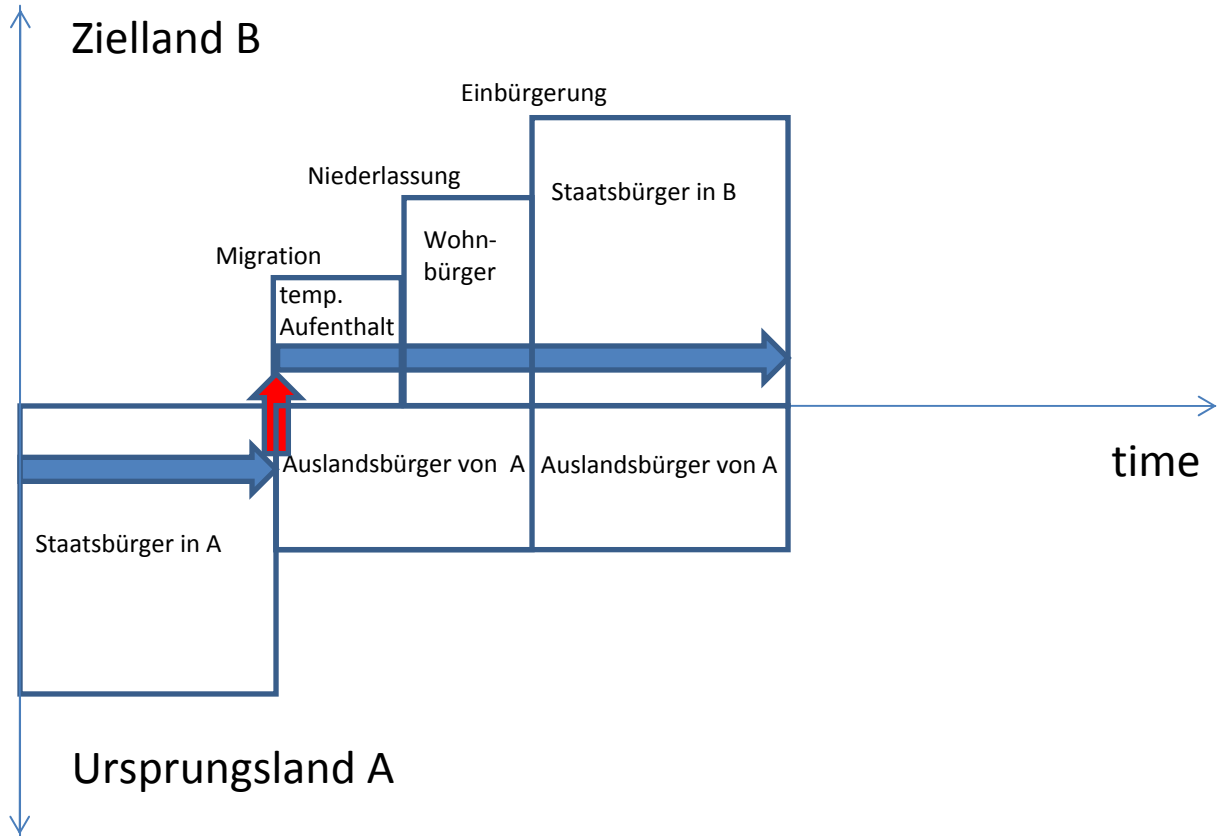 Zielland B
Einbürgerung
Niederlassung
Staatsbürger in B
Wohn-
bürger
Migration
temp.
Aufenthalt
time
Auslandsbürger von A
Auslandsbürger von A
Staatsbürger in A
Ursprungsland A